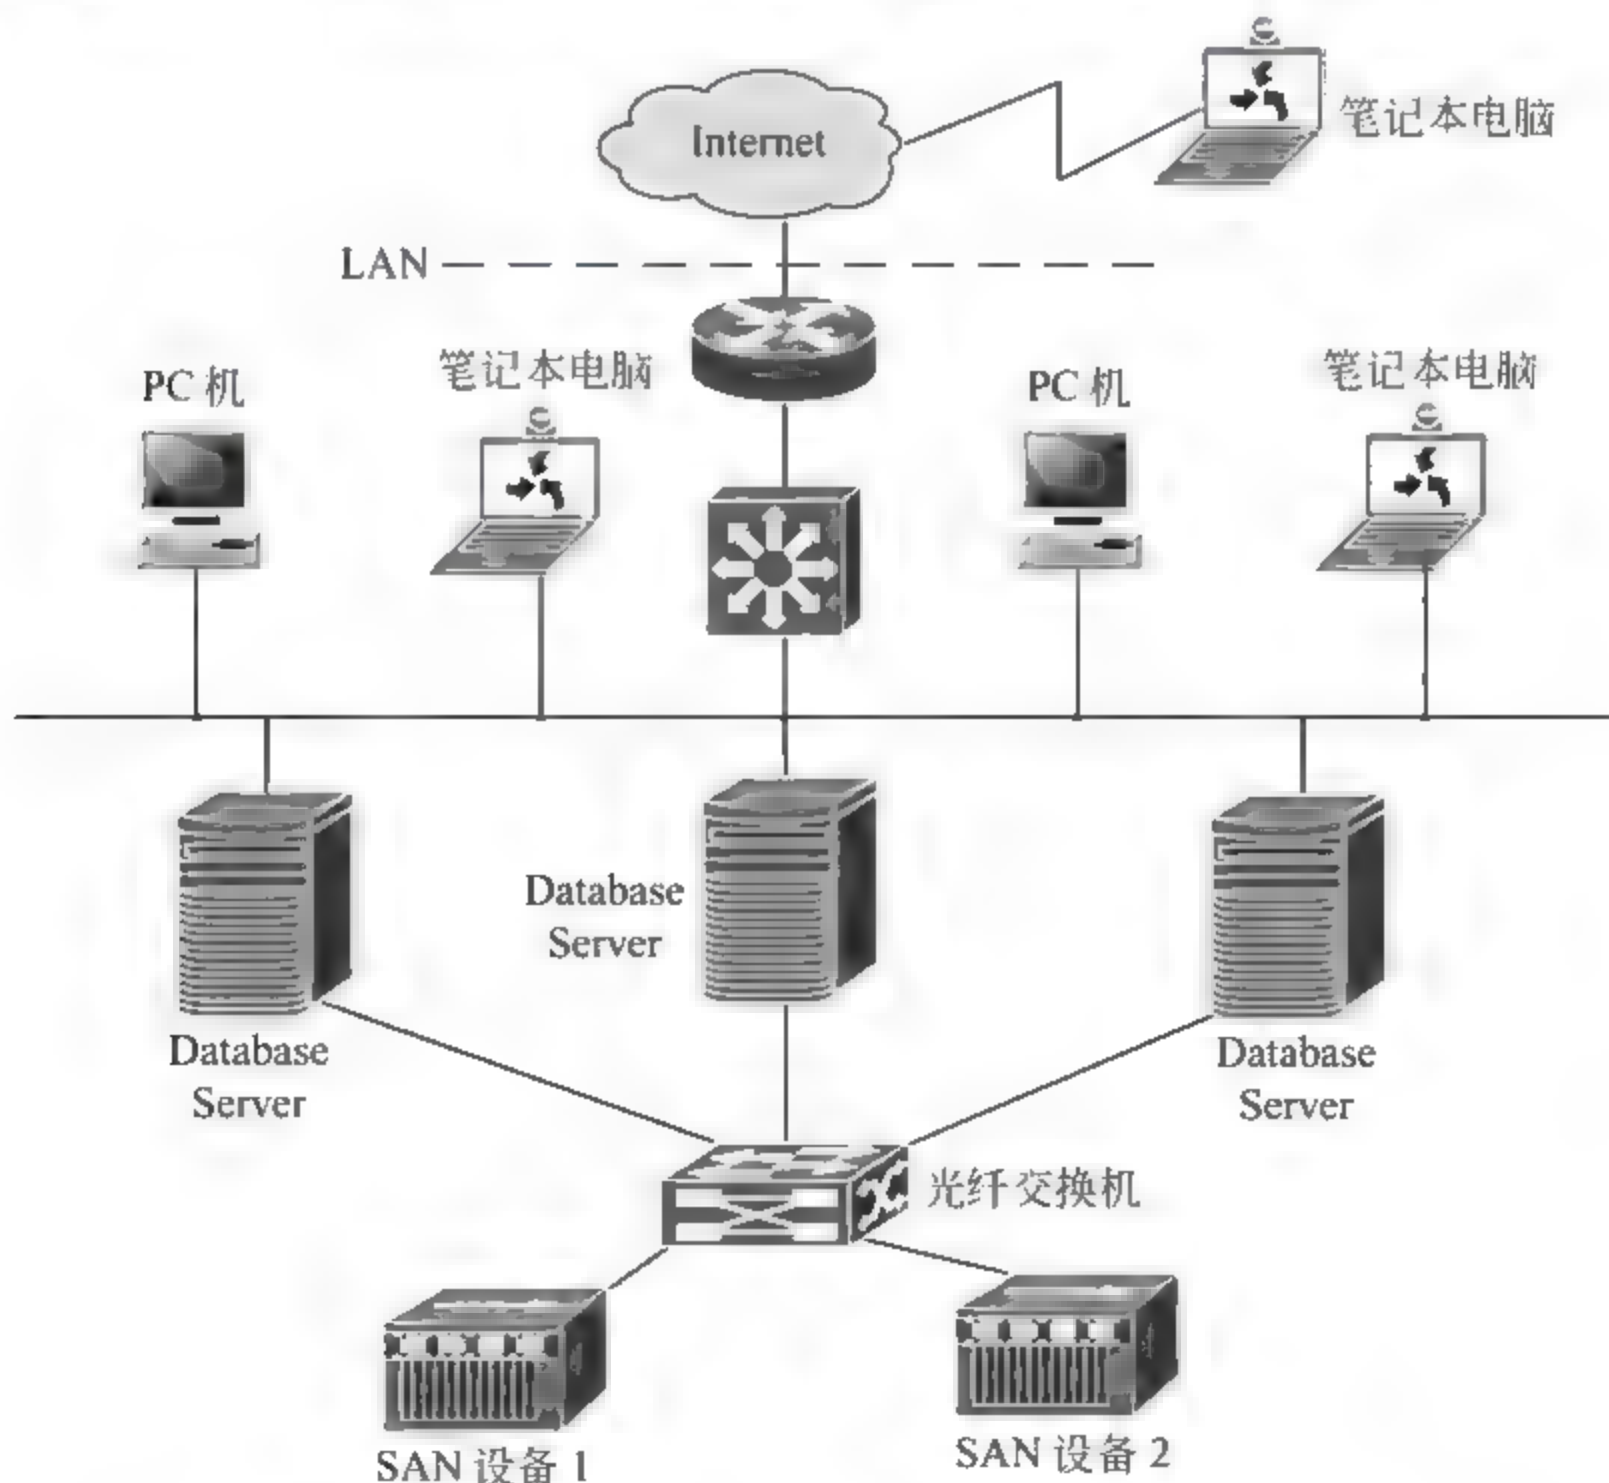 Internet
笔记本电脑
LAN
PC 机
笔记本电脑
PC 机
笔记本电脑
Database
Server
Database
Server
Database
Server
光纤交换机
SAN 设备 1
SAN 设备 2